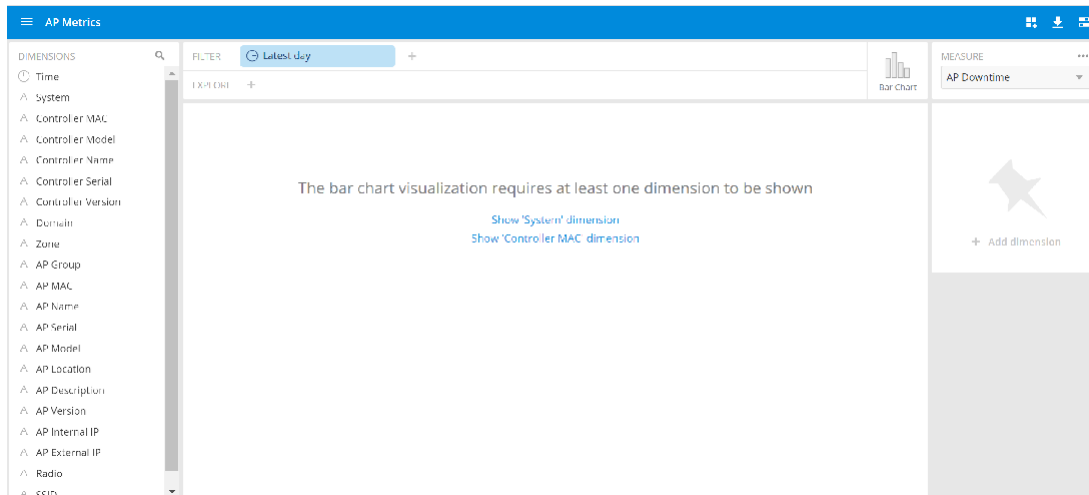 AP Metrics
DIMENSIONS
Time
System
Controller MAC
Controller Model
Controller Name
Controller Serial
Controller Version
Domain
Zone
AP Group
AP MAC
AP Name
AP Serial
AP Model
AP Location
AP Description
AP Version
AP Internal IP
AP External IP
Radio
SSID
FILTER Latest day +
EXPLORE +
Bar Chart
The bar chart visualization requires at least one dimension to be shown
Show 'System' dimension
Show 'Controller MAC' dimension
MEASURE
AP Downtime
+ Add dimension